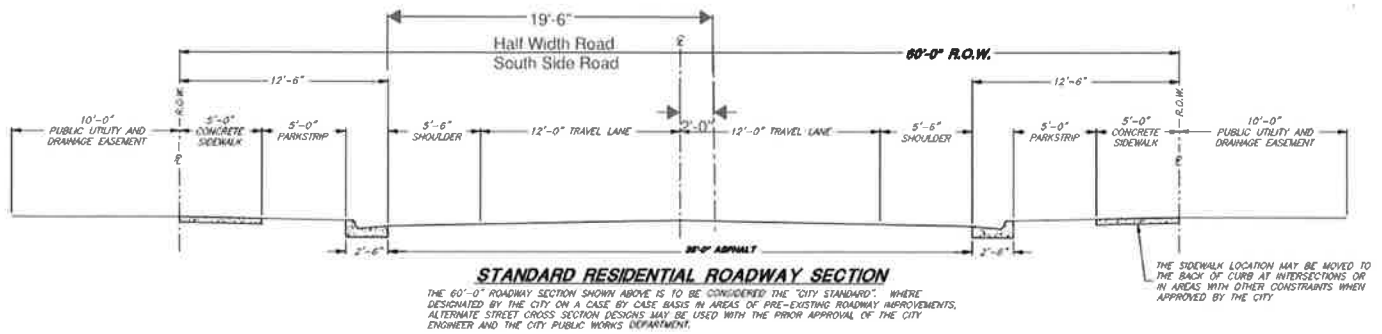 19'-6"
Half Width Road
South Side Road
60'-0" R.O.W.
12'-6"
12'-6"
R.O.W.
R.O.W.
10'-0"
PUBLIC UTILITY AND
DRAINAGE EASEMENT
5'-0"
CONCRETE
SIDEWALK
5'-0"
PARKSTRIP
5'-6"
SHOULDER
12'-0" TRAVEL LANE
2'-0"
12'-0" TRAVEL LANE
5'-6"
SHOULDER
5'-0"
PARKSTRIP
5'-0"
CONCRETE
SIDEWALK
10'-0"
PUBLIC UTILITY AND
DRAINAGE EASEMENT
2'-6"
ASPHALT
2'-6"
STANDARD RESIDENTIAL ROADWAY SECTION
THE 60'-0" ROADWAY SECTION SHOWN ABOVE IS TO BE CONSIDERED THE "CITY STANDARD". WHERE
DESIGNATED BY THE CITY ON A CASE BY CASE BASIS IN AREAS OF PRE-EXISTING ROADWAY IMPROVEMENTS,
ALTERNATE STREET CROSS SECTION DESIGNS MAY BE USED WITH THE PRIOR APPROVAL OF THE CITY
ENGINEER AND THE CITY PUBLIC WORKS DEPARTMENT.
THE SIDEWALK LOCATION MAY BE MOVED TO
THE BACK OF CURB AT INTERSECTIONS OR
IN AREAS WITH OTHER CONSTRAINTS WHEN
APPROVED BY THE CITY